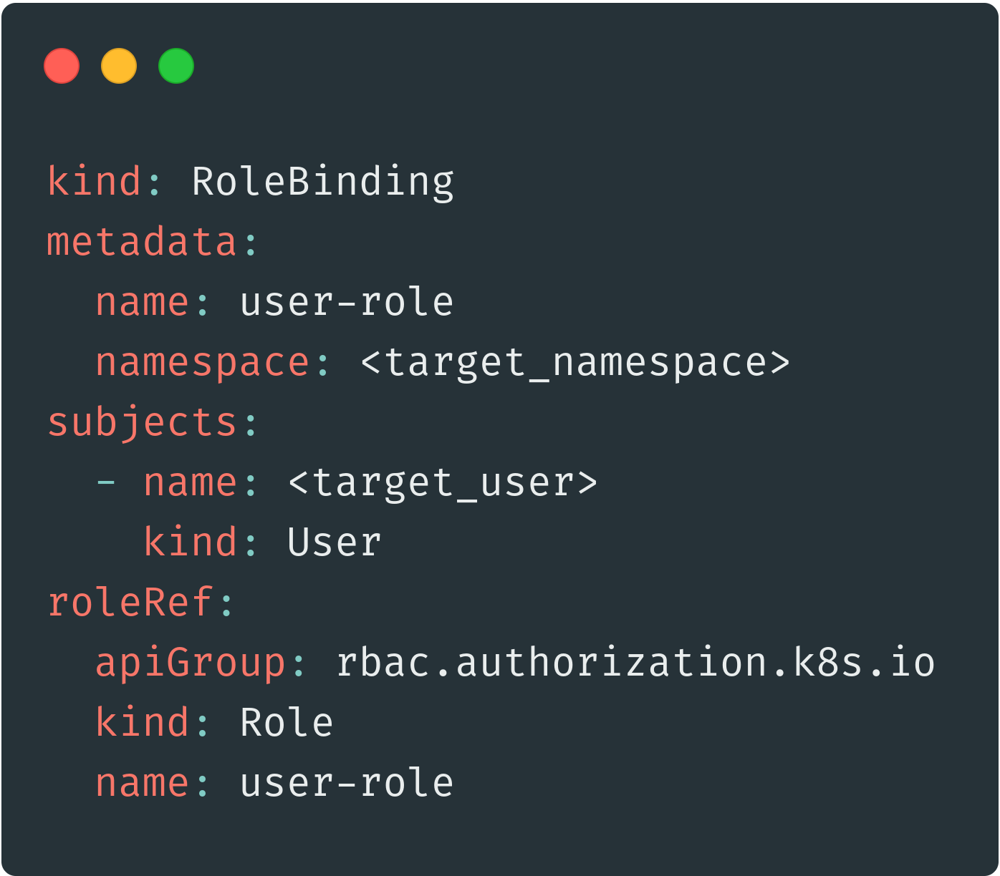 kind: RoleBinding
metadata:
  name: user-role
  namespace: <target_namespace>
subjects:
  - name: <target_user>
    kind: User
roleRef:
  apiGroup: rbac.authorization.k8s.io
  kind: Role
  name: user-role